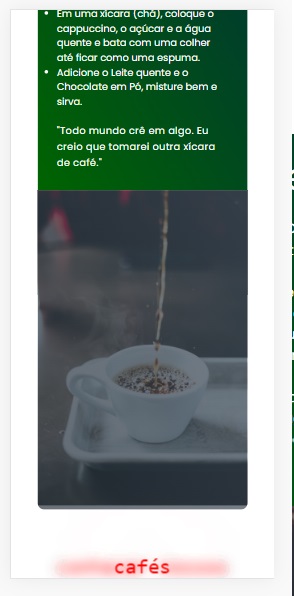 • Em uma xícara (chá), coloque o
cappuccino, o açúcar e a água
quente e bata com uma colher
até ficar como uma espuma.
• Adicione o Leite quente e o
Chocolate em Pó, misture bem e
sirva.
"Todo mundo crê em algo. Eu
creio que tomarei outra xícara
de café."
cafés